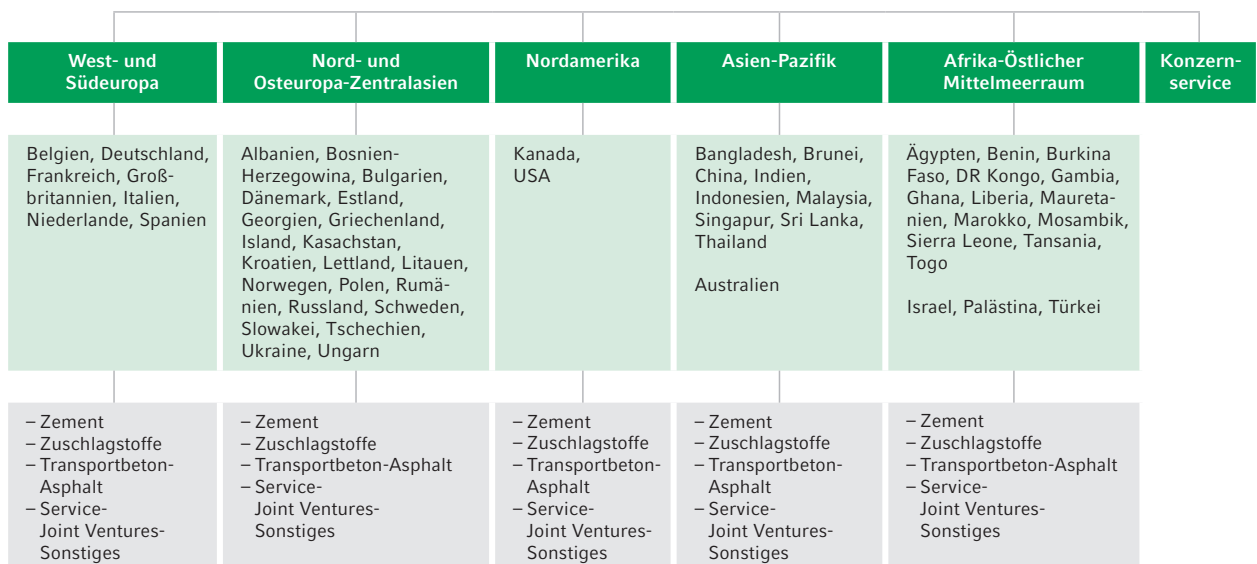 West- und
Südeuropa
Nord- und
Osteuropa-Zentralasien
Nordamerika
Asien-Pazifik
Afrika-Östlicher
Mittelmeerraum
Konzern-
service
Belgien, Deutschland,
Frankreich, Groß-
britannien, Italien,
Niederlande, Spanien
Albanien, Bosnien-
Herzegowina, Bulgarien,
Dänemark, Estland,
Georgien, Griechenland,
Island, Kasachstan,
Kroatien, Lettland, Litauen,
Norwegen, Polen, Rumä-
nien, Russland, Schweden,
Slowakei, Tschechien,
Ukraine, Ungarn
Kanada,
USA
Bangladesh, Brunei,
China, Indien,
Indonesien, Malaysia,
Singapur, Sri Lanka,
Thailand
Australien
Ägypten, Benin, Burkina
Faso, DR Kongo, Gambia,
Ghana, Liberia, Maureta-
nien, Marokko, Mosambik,
Sierra Leone, Tansania,
Togo
Israel, Palästina, Türkei
– Zement
– Zuschlagstoffe
– Transportbeton-
Asphalt
– Service-
Joint Ventures-
Sonstiges
– Zement
– Zuschlagstoffe
– Transportbeton-Asphalt
– Service-
Joint Ventures-
Sonstiges
– Zement
– Zuschlagstoffe
– Transportbeton-
Asphalt
– Service-
Joint Ventures-
Sonstiges
– Zement
– Zuschlagstoffe
– Transportbeton-
Asphalt
– Service-
Joint Ventures-
Sonstiges
– Zement
– Zuschlagstoffe
– Transportbeton-Asphalt
– Service-
Joint Ventures-
Sonstiges